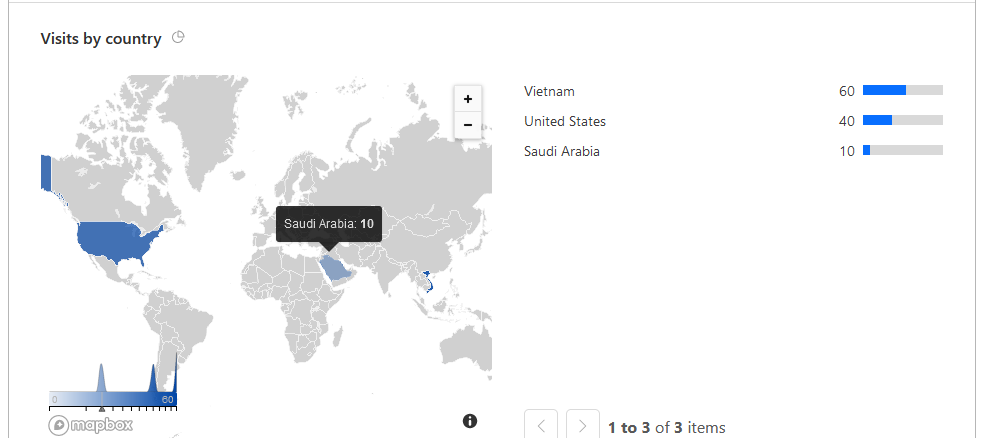 Visits by country
+
−
Vietnam 60
United States 40
Saudi Arabia 10
Saudi Arabia: 10
0 60
mapbox
1 to 3 of 3 items